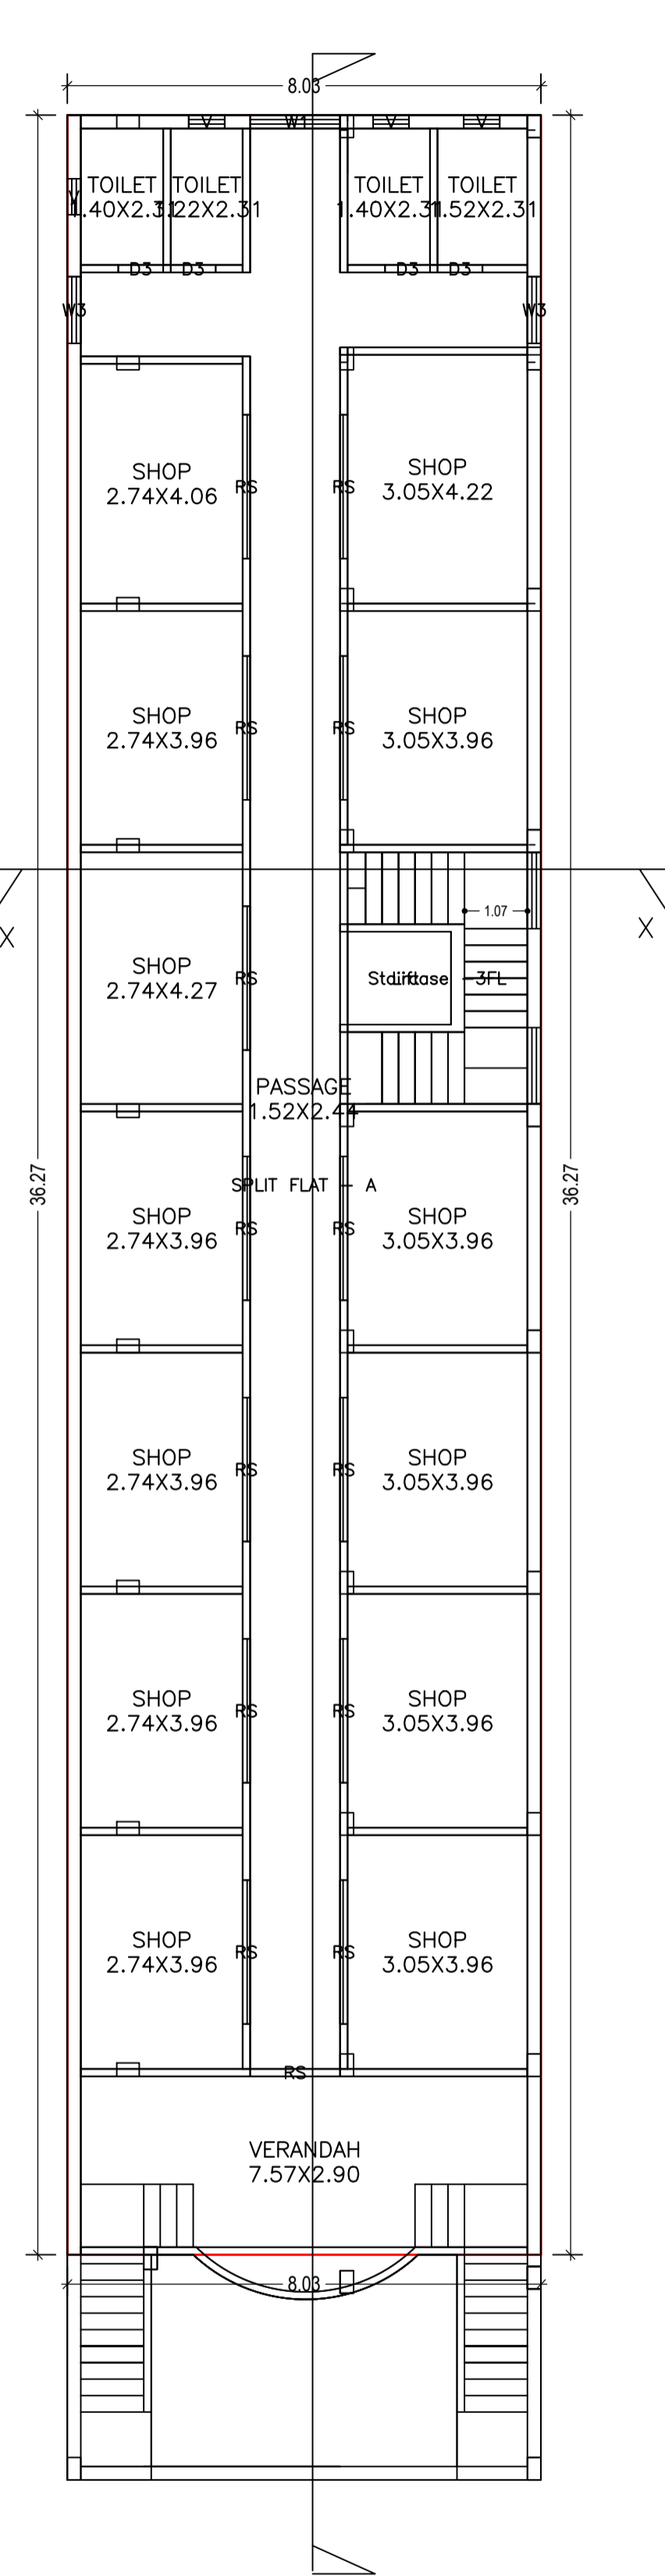 8.03
V W1 V V
TOILET TOILET TOILET TOILET
1.40X2.31 1.22X2.31 1.40X2.31 1.52X2.31
V
D3 D3 D3 D3
W3 W3
SHOP SHOP
2.74X4.06 RS RS 3.05X4.22
SHOP SHOP
2.74X3.96 RS RS 3.05X3.96
1.07
X X
SHOP
2.74X4.27 RS Staircase Lift -3FL
PASSAGE
1.52X2.44
36.27 36.27
SPLIT FLAT - A
SHOP SHOP
2.74X3.96 RS RS 3.05X3.96
SHOP SHOP
2.74X3.96 RS RS 3.05X3.96
SHOP SHOP
2.74X3.96 RS RS 3.05X3.96
SHOP SHOP
2.74X3.96 RS RS 3.05X3.96
RS
VERANDAH
7.57X2.90
8.03